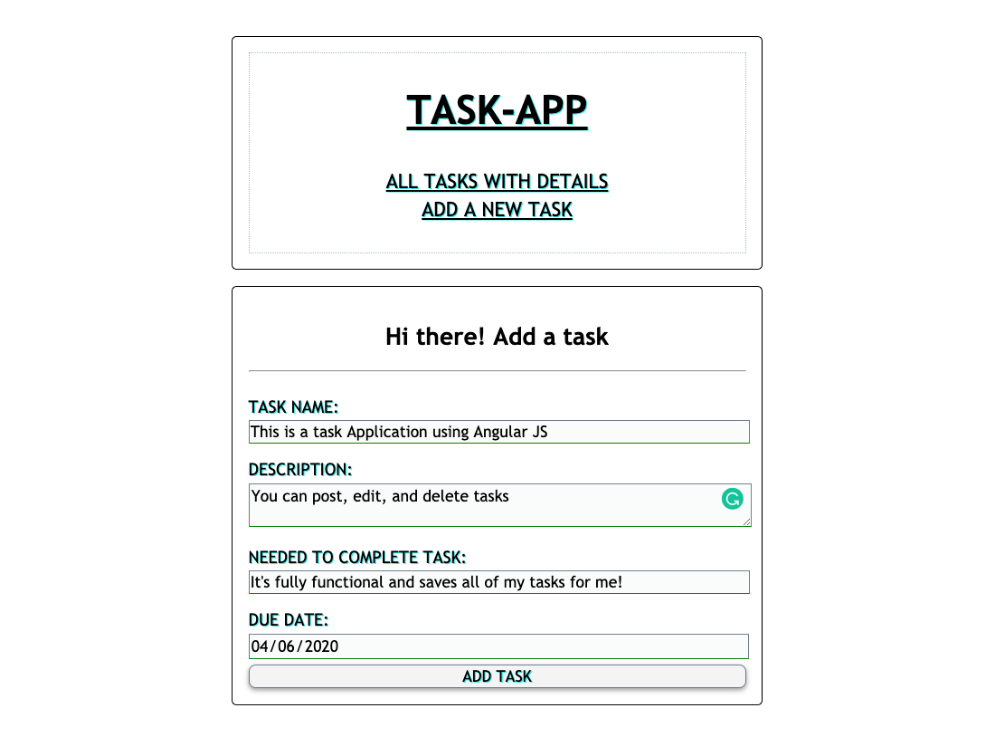 TASK-APP
ALL TASKS WITH DETAILS
ADD A NEW TASK
Hi there! Add a task
TASK NAME:
This is a task Application using Angular JS
DESCRIPTION:
You can post, edit, and delete tasks
NEEDED TO COMPLETE TASK:
It's fully functional and saves all of my tasks for me!
DUE DATE:
04/06/2020
ADD TASK